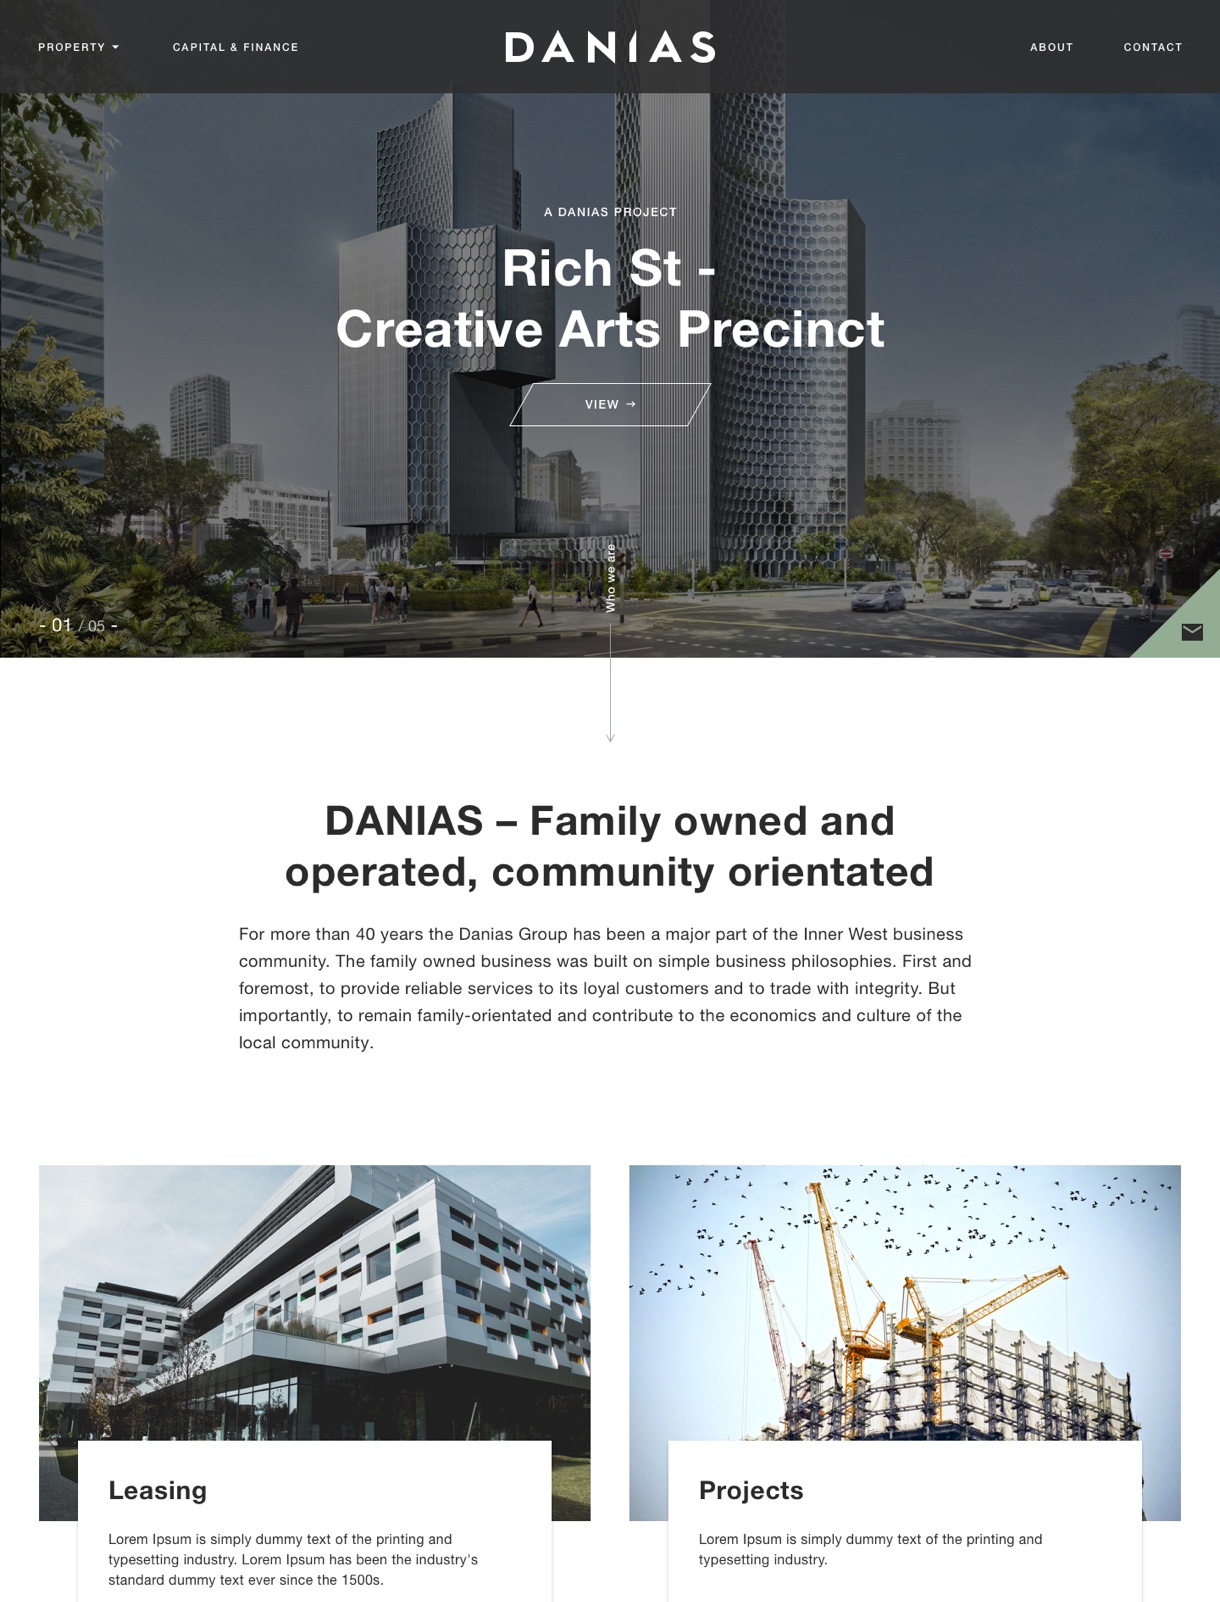 PROPERTY
CAPITAL & FINANCE
DANIAS
ABOUT
CONTACT
A DANIAS PROJECT
Rich St -
Creative Arts Precinct
VIEW →
Who we are
- 01 / 05 -
DANIAS – Family owned and
operated, community orientated
For more than 40 years the Danias Group has been a major part of the Inner West business
community. The family owned business was built on simple business philosophies. First and
foremost, to provide reliable services to its loyal customers and to trade with integrity. But
importantly, to remain family-orientated and contribute to the economics and culture of the
local community.
Leasing
Lorem Ipsum is simply dummy text of the printing and
typesetting industry. Lorem Ipsum has been the industry's
standard dummy text ever since the 1500s.
Projects
Lorem Ipsum is simply dummy text of the printing and
typesetting industry.